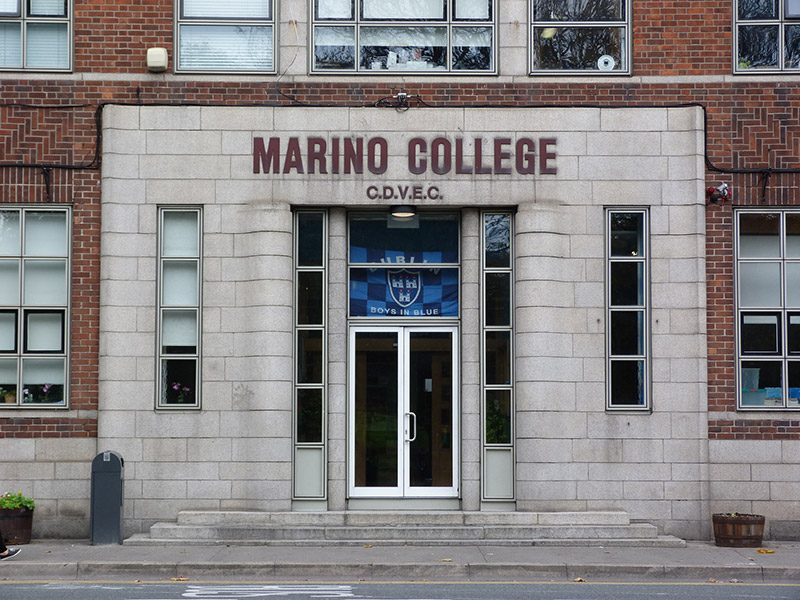 MARINO COLLEGE
C.D.V.E.C.
DUBLIN
BOYS IN BLUE